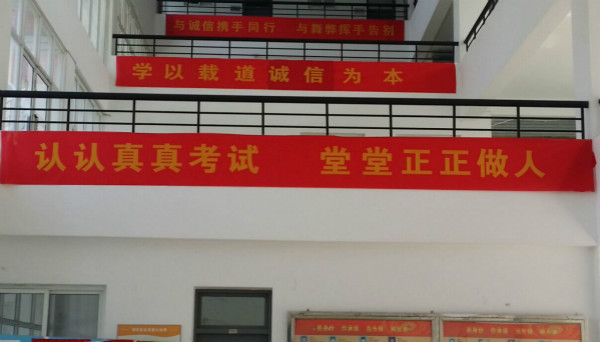 与诚信携手同行 与舞弊挥手告别
学以载道诚信为本
认认真真考试 堂堂正正做人